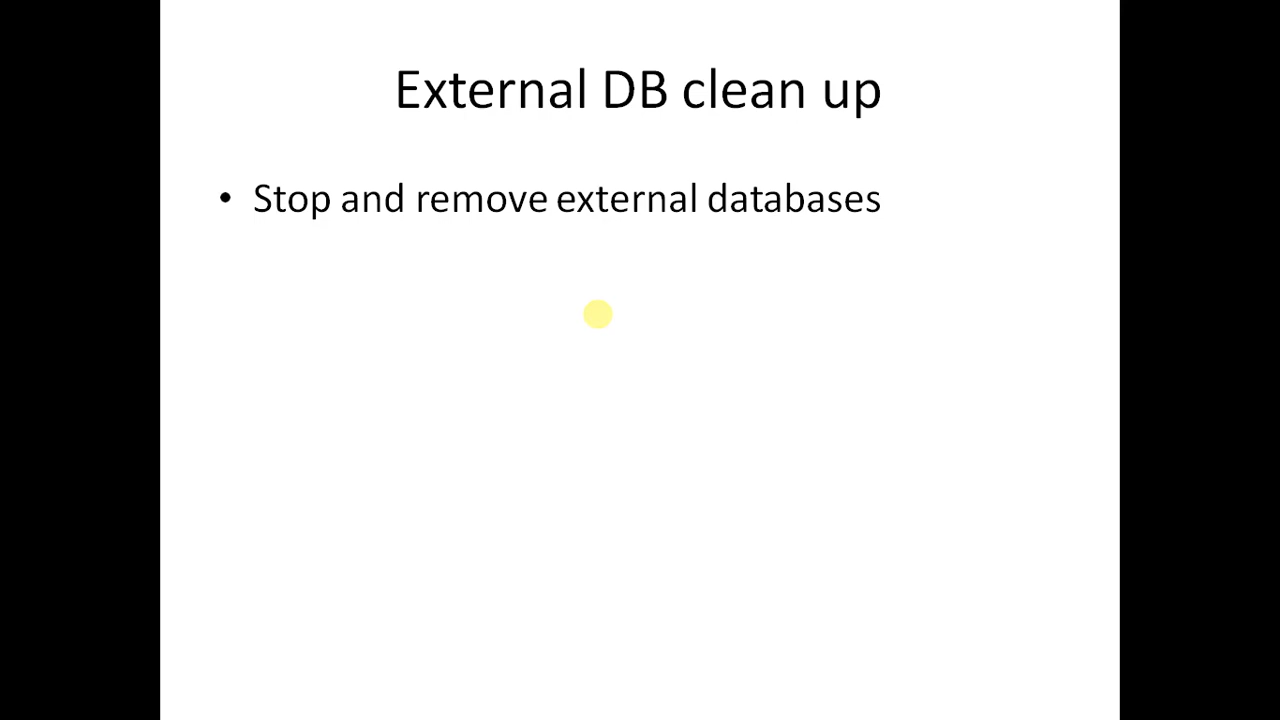 External DB clean up
• Stop and remove external databases